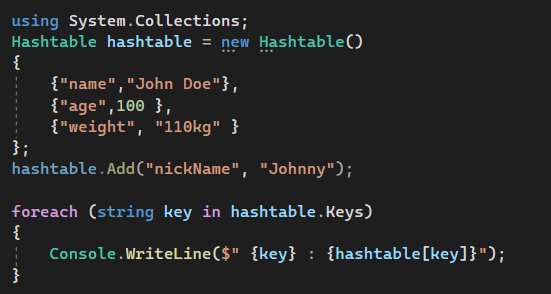 using System.Collections;
Hashtable hashtable = new Hashtable()
{
    {"name","John Doe"},
    {"age",100 },
    {"weight", "110kg" }
};
hashtable.Add("nickName", "Johnny");

foreach (string key in hashtable.Keys)
{
    Console.WriteLine($" {key} : {hashtable[key]}");
}